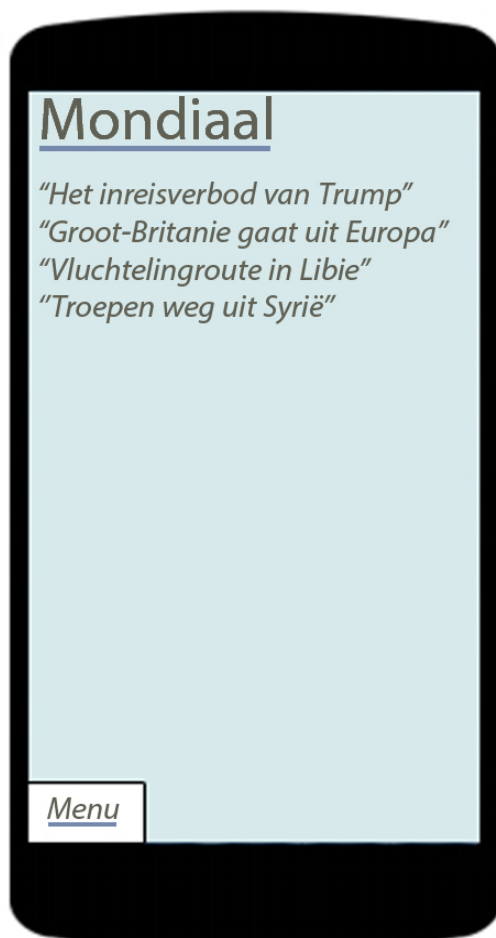 Mondiaal
“Het inreisverbod van Trump”
“Groot-Britanie gaat uit Europa”
“Vluchtelingroute in Libie”
“Troepen weg uit Syrië”
Menu